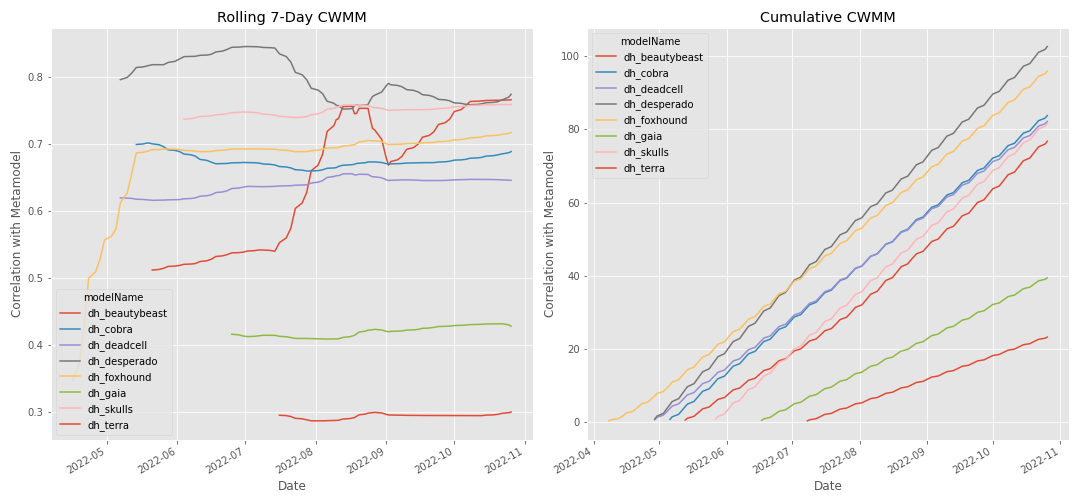 Rolling 7-Day CWMM
Correlation with Metamodel
0.8
0.7
0.6
0.5
0.4
0.3
modelName
dh_beautybeast
dh_cobra
dh_deadcell
dh_desperado
dh_foxhound
dh_gaia
dh_skulls
dh_terra
2022-05
2022-06
2022-07
2022-08
2022-09
2022-10
2022-11
Date
Cumulative CWMM
Correlation with Metamodel
100
80
60
40
20
0
modelName
dh_beautybeast
dh_cobra
dh_deadcell
dh_desperado
dh_foxhound
dh_gaia
dh_skulls
dh_terra
2022-04
2022-05
2022-06
2022-07
2022-08
2022-09
2022-10
2022-11
Date